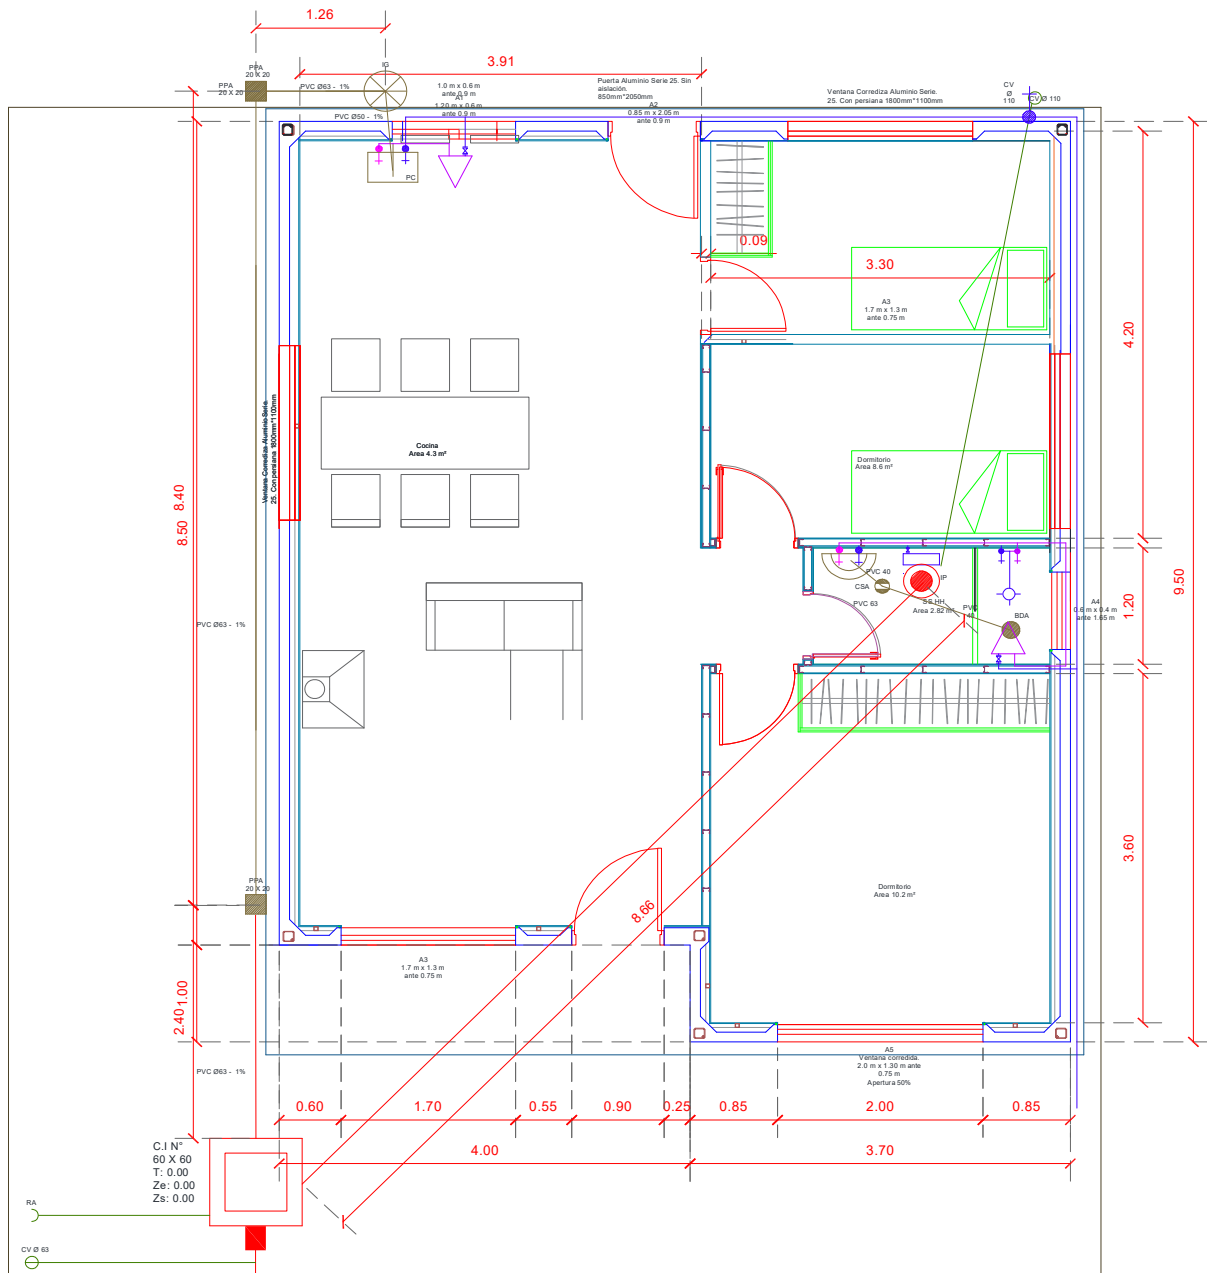 1.26
PPA
20 X 20
PPA
20 X 20
PVC Ø63 - 1%
IG
3.91
1.0 m x 0.6 m
ante 0.9 m
A1
1.20 m x 0.6 m
ante 0.9 m
Puerta Aluminio Serie 25. Sin
aislación.
850mm*2050mm
A2
0.85 m x 2.05 m
ante 0.9 m
Ventana Corrediza Aluminio Serie.
25. Con persiana 1800mm*1100mm
CV
Ø
110
CV Ø 110
PVC Ø50 - 1%
PC
0.09
3.30
A3
1.7 m x 1.3 m
ante 0.75 m
4.20
Ventana Corrediza Aluminio Serie.
25. Con persiana 1800mm*1100mm
Cocina
Area 4.3 m²
Dormitorio
Area 8.6 m²
8.40
8.50
9.50
PVC 40
CSA
IP
PVC 63
SS.HH.
Area 2.82 m²
PVC
40
BDA
A4
0.6 m x 0.4 m
ante 1.65 m
1.20
PVC Ø63 - 1%
3.60
PPA
20 X 20
Dormitorio
Area 10.2 m²
8.66
A3
1.7 m x 1.3 m
ante 0.75 m
1.00
2.40
A5
Ventana corredida.
2.0 m x 1.30 m ante
0.75 m
Apertura 50%
PVC Ø63 - 1%
0.60
1.70
0.55
0.90
0.25
0.85
2.00
0.85
4.00
3.70
C.I N°
60 X 60
T: 0.00
Ze: 0.00
Zs: 0.00
RA
CV Ø 63